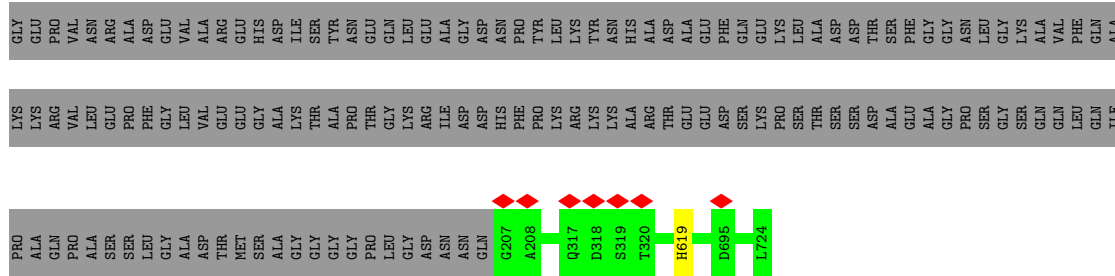 GLY GLU PRO VAL ASN ARG ALA ASP GLU VAL ALA ARG GLU HIS ASP ILE SER TYR ASN GLU GLN LEU GLU ALA GLY ASP ASN PRO TYR LEU LYS TYR ASN HIS ALA ASP ALA GLU PHE GLN GLU LYS LEU ALA ASP ASP THR SER PHE GLY GLY ASN LEU GLY LYS ALA VAL PHE GLN ALA
LYS LYS ARG VAL LEU GLU PRO PHE GLY LEU VAL GLU GLU GLY ALA LYS THR ALA PRO THR GLY LYS ARG ILE ASP ASP HIS PHE PRO LYS ARG LYS LYS ALA ARG THR GLU GLU ASP SER LYS PRO SER THR SER SER ASP ALA GLU ALA GLY PRO SER GLY SER GLN GLN LEU GLN ILE
PRO ALA GLN PRO ALA SER SER LEU GLY ALA ASP THR MET SER ALA GLY GLY GLY GLY PRO LEU GLY ASP ASN ASN GLN G207 A208 Q317 D318 S319 T320 H619 D695 L724